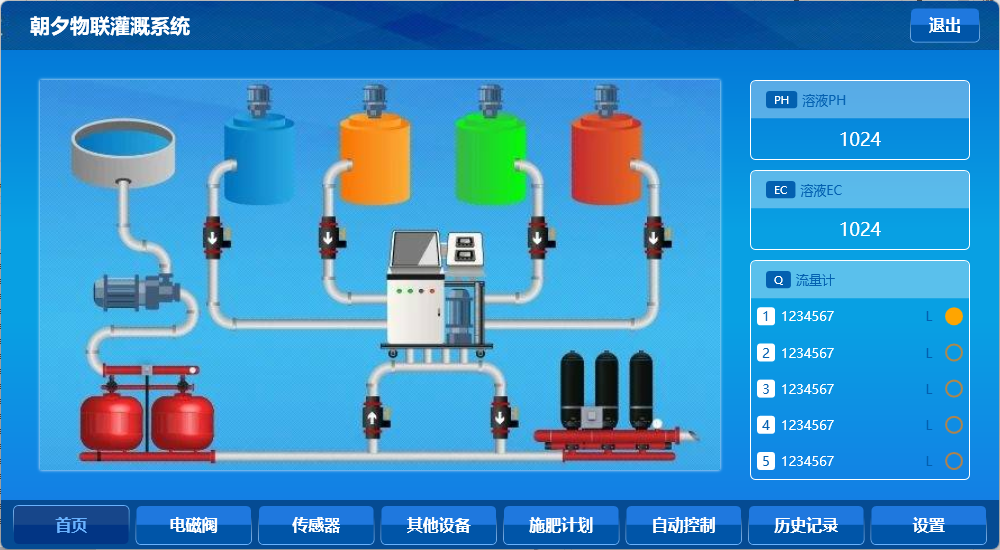 朝夕物联灌溉系统
退出
PH 溶液PH
1024
EC 溶液EC
1024
Q 流量计
1 1234567 L
2 1234567 L
3 1234567 L
4 1234567 L
5 1234567 L
首页 电磁阀 传感器 其他设备 施肥计划 自动控制 历史记录 设置